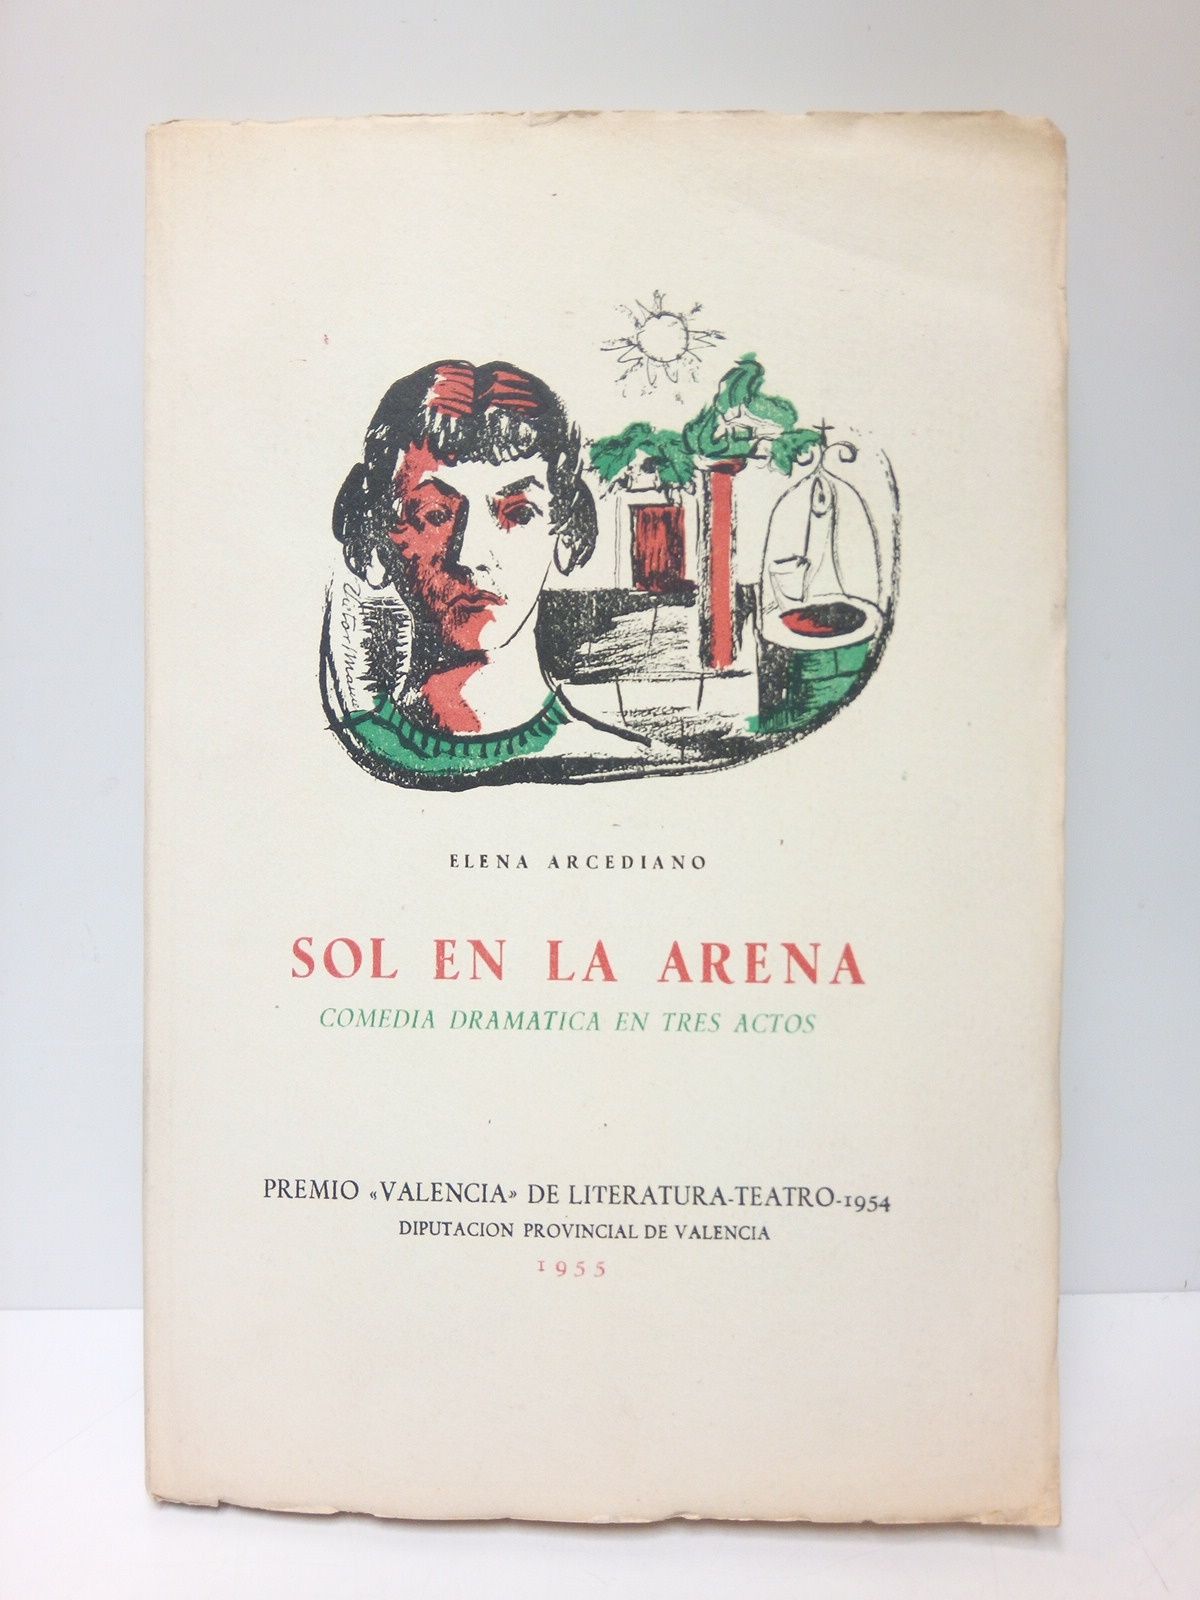 ELENA ARCEDIANO
SOL EN LA ARENA
COMEDIA DRAMATICA EN TRES ACTOS
PREMIO «VALENCIA» DE LITERATURA-TEATRO-1954
DIPUTACION PROVINCIAL DE VALENCIA
1955